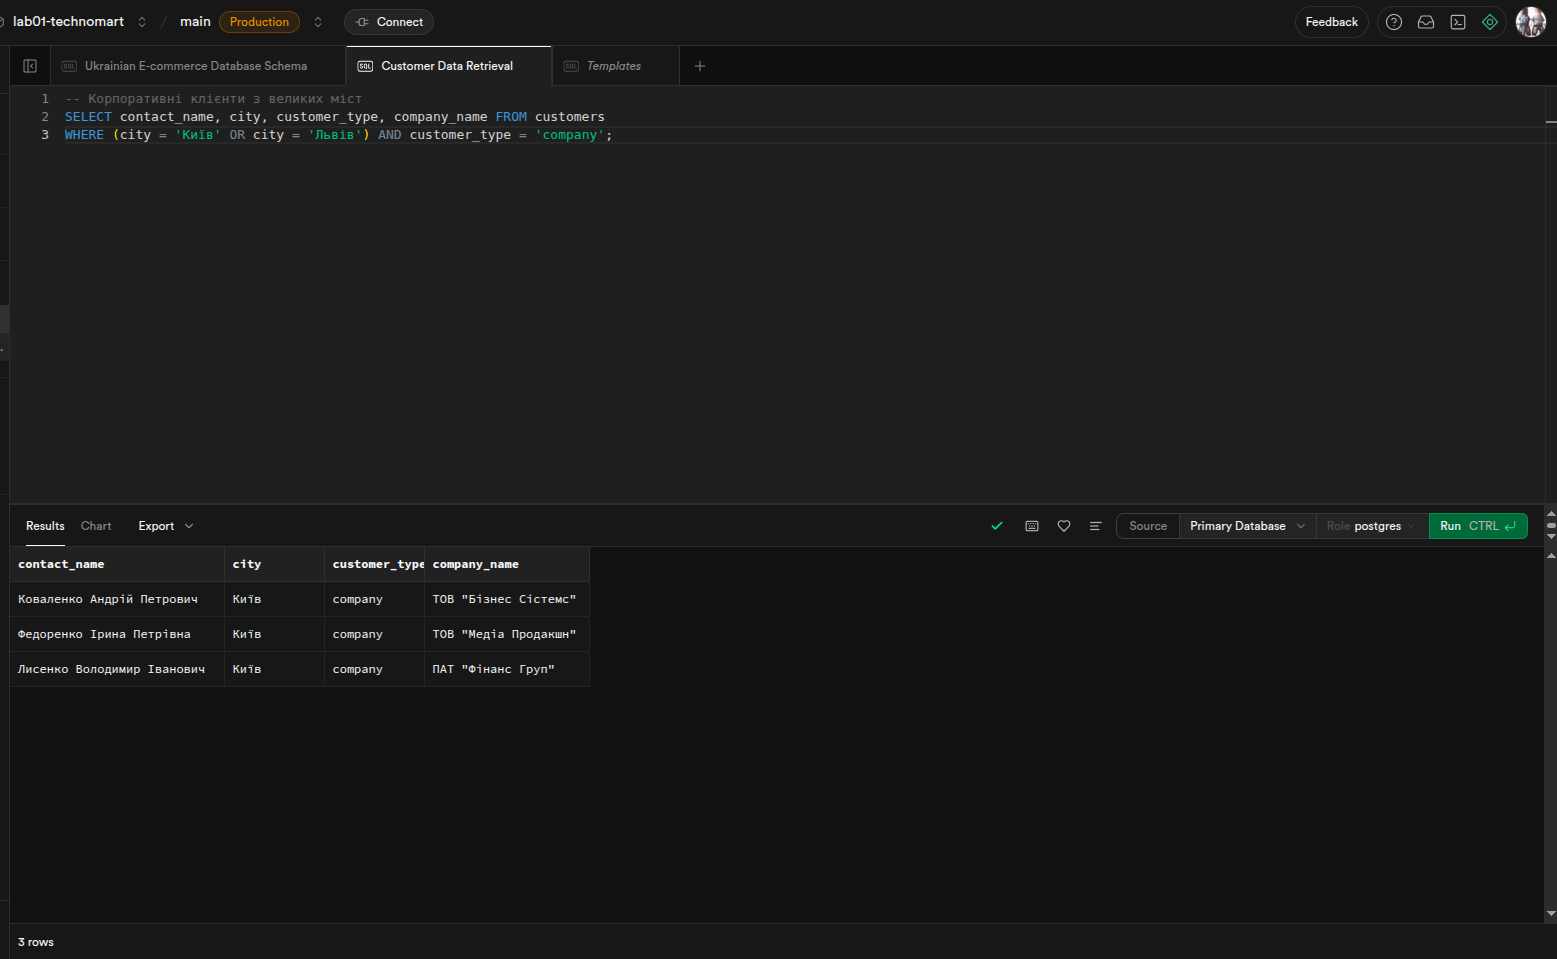 lab01-technomart / main Production Connect Feedback
Ukrainian E-commerce Database Schema Customer Data Retrieval Templates
1 -- Корпоративні клієнти з великих міст
2 SELECT contact_name, city, customer_type, company_name FROM customers
3 WHERE (city = 'Київ' OR city = 'Львів') AND customer_type = 'company';
Results Chart Export Source Primary Database Role postgres Run CTRL
contact_name city customer_type company_name
Коваленко Андрій Петрович Київ company ТОВ "Бізнес Сістемс"
Федоренко Ірина Петрівна Київ company ТОВ "Медіа Продакшн"
Лисенко Володимир Іванович Київ company ПАТ "Фінанс Груп"
3 rows